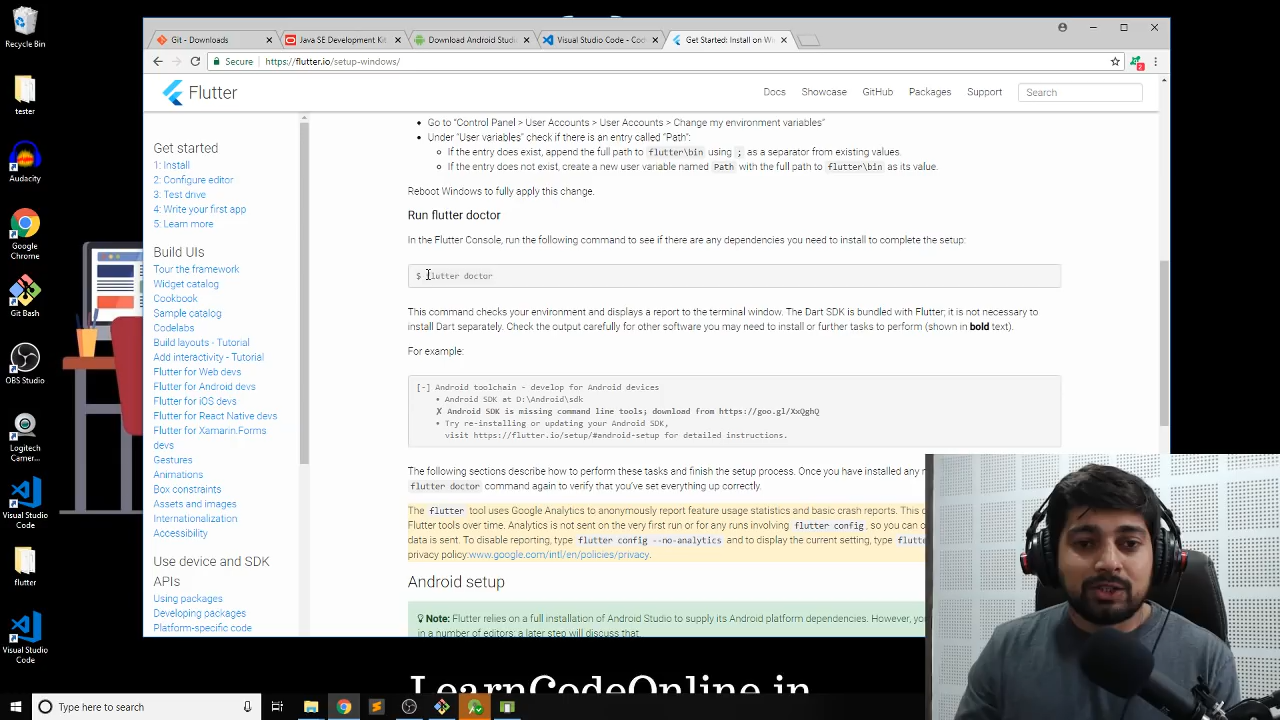 Recycle Bin
tester
Audacity
Google
Chrome
Git Bash
OBS Studio
Logitech
Camer...
Visual Studio
Code
flutter
Visual Studio
Code
Git - Downloads
Java SE Development Ki
Download Android Studi
Visual Studio Code - Co
Get Started: Install on Wi
Secure
https://flutter.io/setup-windows/
Flutter
Docs
Showcase
GitHub
Packages
Support
Search
Get started
1: Install
2: Configure editor
3: Test drive
4: Write your first app
5: Learn more
Build UIs
Tour the framework
Widget catalog
Cookbook
Sample catalog
Codelabs
Build layouts - Tutorial
Add interactivity - Tutorial
Flutter for Web devs
Flutter for Android devs
Flutter for iOS devs
Flutter for React Native devs
Flutter for Xamarin.Forms
devs
Gestures
Animations
Box constraints
Assets and images
Internationalization
Accessibility
Use device and SDK
APIs
Using packages
Developing packages
Platform-specific code
• Go to "Control Panel > User Accounts > User Accounts > Change my environment variables"
• Under "User variables" check if there is an entry called "Path":
If the entry does exist, append the full path to flutter\bin using ; as a separator from existing values.
If the entry does not exist, create a new user variable named Path with the full path to flutter\bin as its value.
Reboot Windows to fully apply this change.
Run flutter doctor
In the Flutter Console, run the following command to see if there are any dependencies you need to install to complete the setup:
$ flutter doctor
This command checks your environment and displays a report to the terminal window. The Dart SDK is bundled with Flutter; it is not necessary to
install Dart separately. Check the output carefully for other software you may need to install or further tasks to perform (shown in bold text).
For example:
[-] Android toolchain - develop for Android devices
• Android SDK at D:\Android\sdk
✗ Android SDK is missing command line tools; download from https://goo.gl/XxQghQ
• Try re-installing or updating your Android SDK,
visit https://flutter.io/setup/#android-setup for detailed instructions.
The following sections describe how to perform these tasks and finish the setup process. Once you have installed any
flutter doctor command again to verify that you've set everything up correctly.
The flutter tool uses Google Analytics to anonymously report feature usage statistics and basic crash reports. This
Flutter tools over time. Analytics is not sent on the very first run or for any runs involving flutter config, so
data is sent. To disable reporting, type flutter config --no-analytics and to display the current setting, type
privacy policy:www.google.com/intl/en/policies/privacy.
Android setup
Note: Flutter relies on a full installation of Android Studio to supply its Android platform dependencies. However,
in a number of editors; a later step will discuss that.
LearnCodeOnline.in
Type here to search